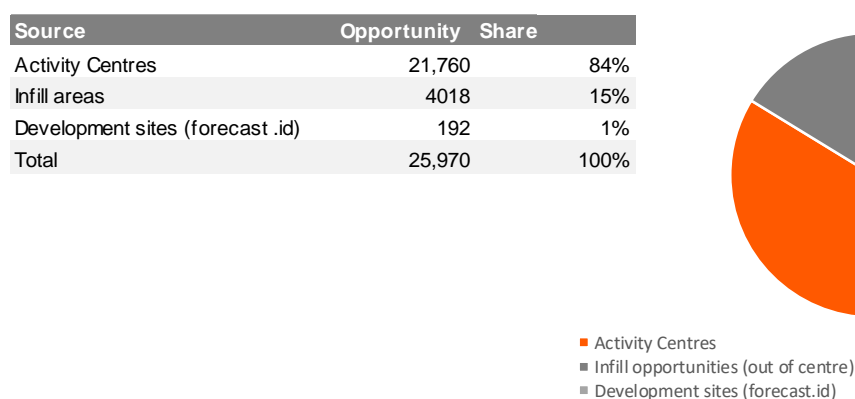 Source Opportunity Share
Activity Centres 21,760 84%
Infill areas 4018 15%
Development sites (forecast .id) 192 1%
Total 25,970 100%
Activity Centres
Infill opportunities (out of centre)
Development sites (forecast.id)